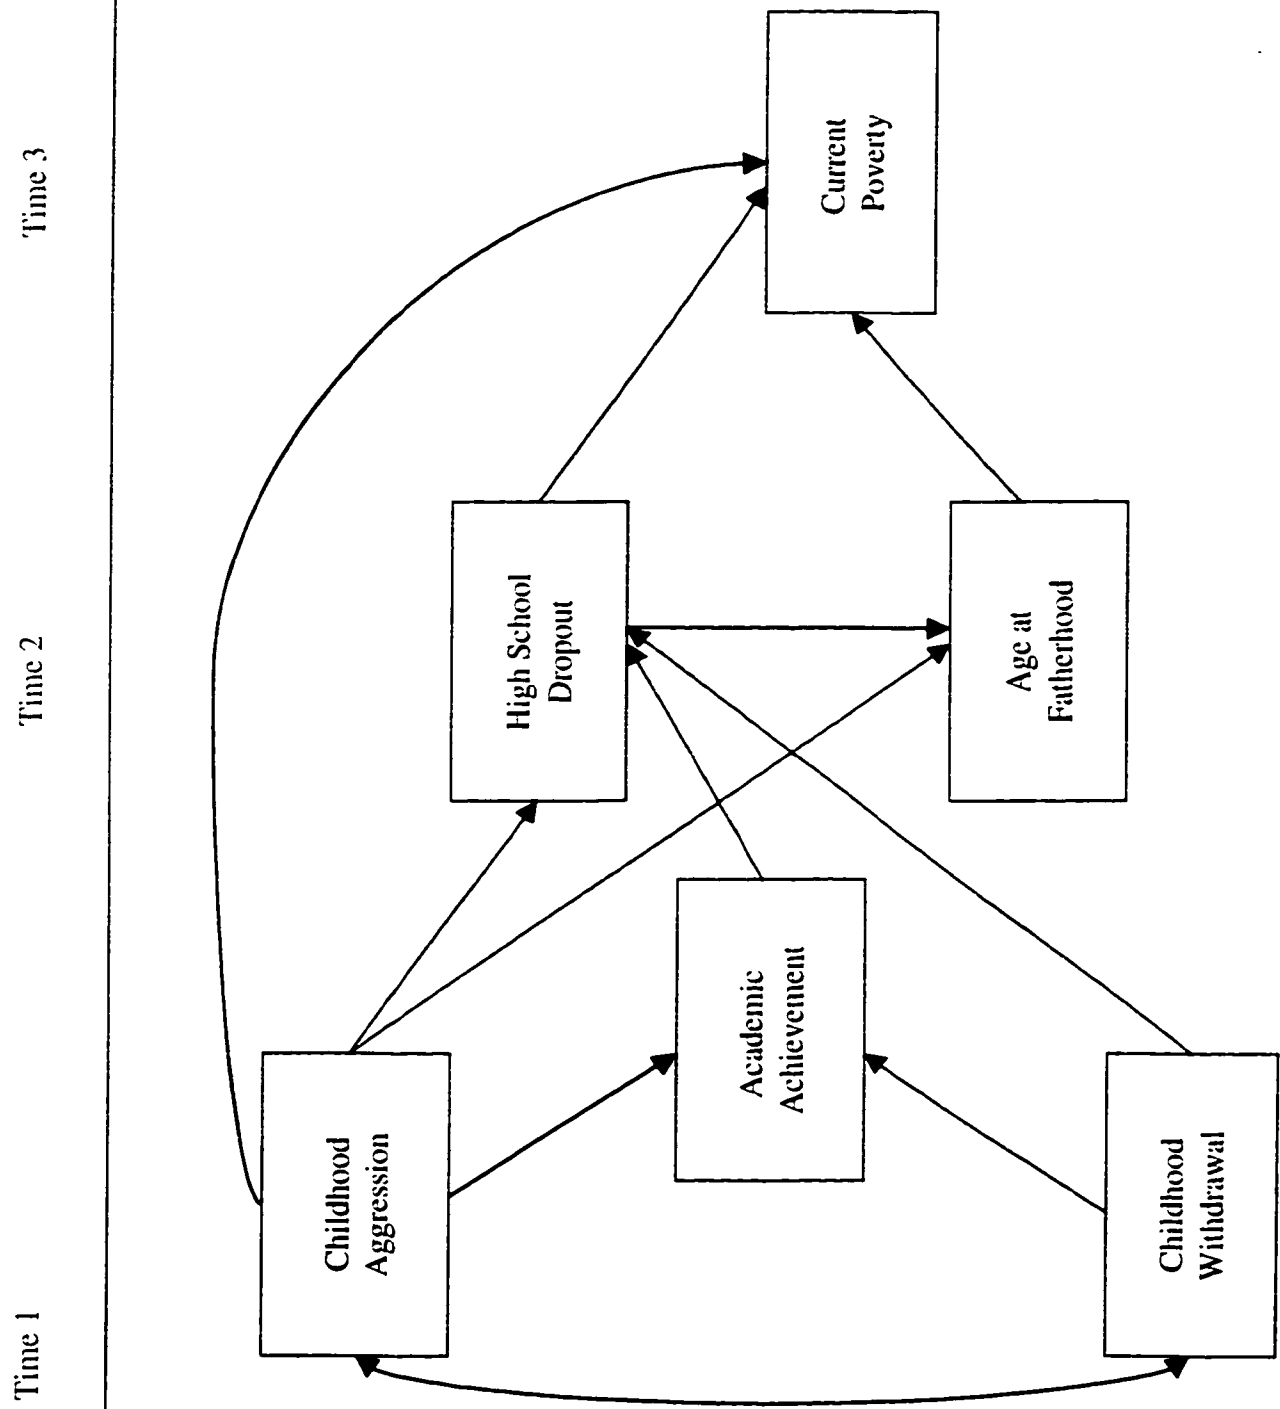 Time 1
Time 2
Time 3
Childhood
Aggression
High School
Dropout
Current
Poverty
Academic
Achievement
Age at
Fatherhood
Childhood
Withdrawal